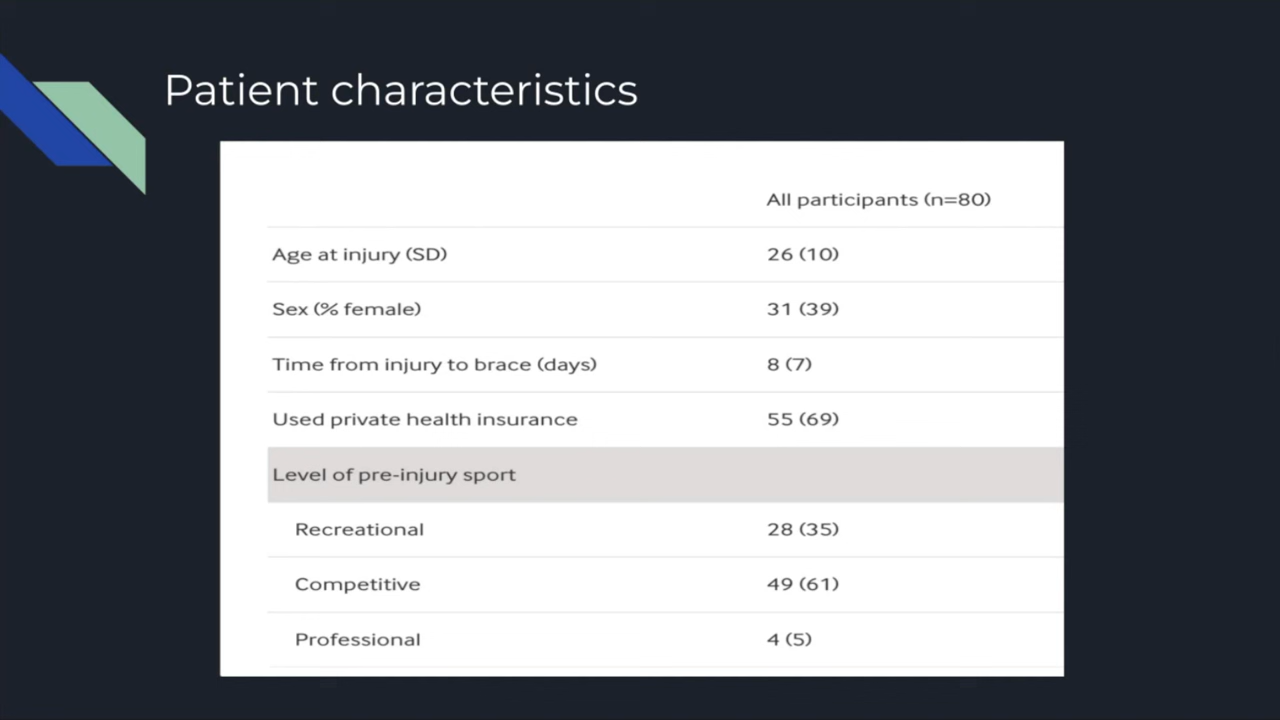 Patient characteristics
All participants (n=80)
Age at injury (SD) 26 (10)
Sex (% female) 31 (39)
Time from injury to brace (days) 8 (7)
Used private health insurance 55 (69)
Level of pre-injury sport
Recreational 28 (35)
Competitive 49 (61)
Professional 4 (5)